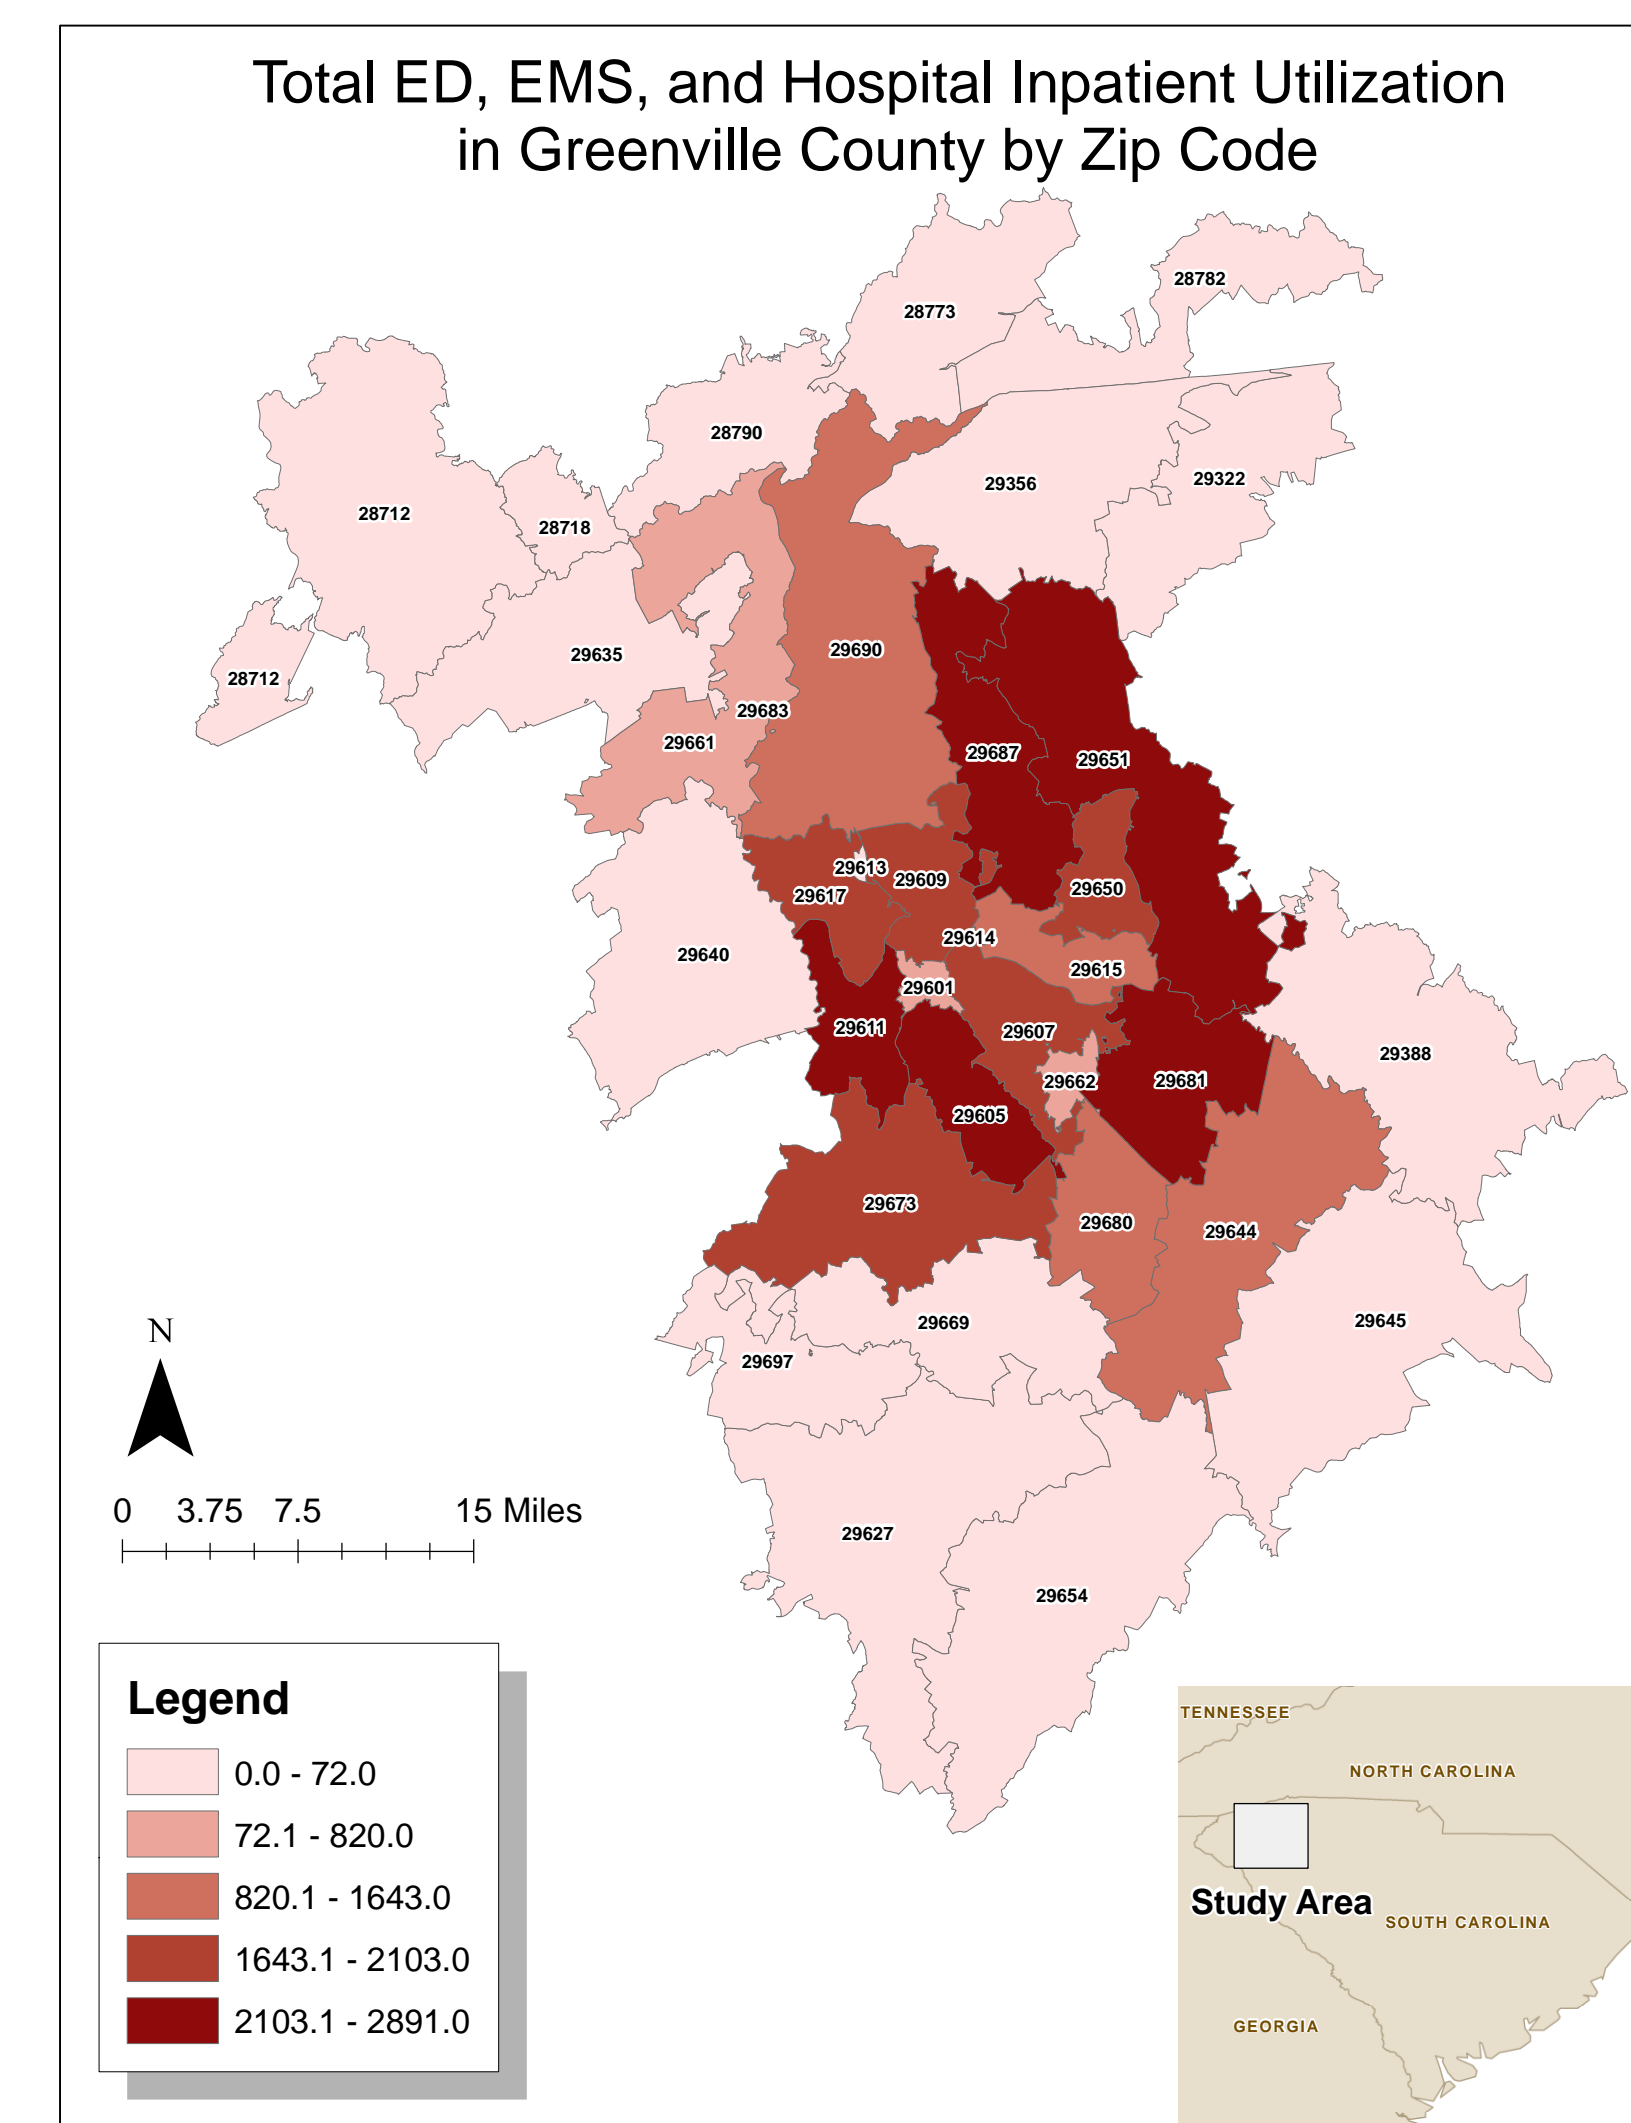 Total ED, EMS, and Hospital Inpatient Utilization
in Greenville County by Zip Code
28782
28773
28790
29356
29322
28712
28718
29635
29690
28712
29683
29661
29687
29651
29613
29609
29617
29650
29614
29640
29615
29601
29611
29607
29388
29662
29681
29605
29673
29680
29644
29669
29645
29697
N
0 3.75 7.5 15 Miles
29627
29654
Legend
0.0 - 72.0
72.1 - 820.0
820.1 - 1643.0
1643.1 - 2103.0
2103.1 - 2891.0
TENNESSEE
NORTH CAROLINA
Study Area
SOUTH CAROLINA
GEORGIA